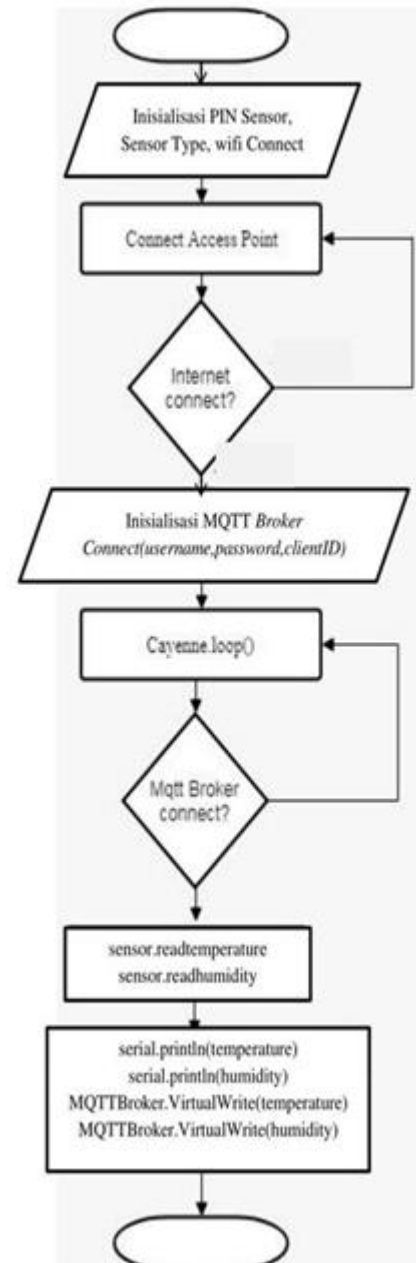 Inisialisasi PIN Sensor,
Sensor Type, wifi Connect
Connect Access Point
Internet
connect?
Inisialisasi MQTT Broker
Connect(username,password,clientID)
Cayenne.loop()
Mqtt Broker
connect?
sensor.readtemperature
sensor.readhumidity
serial.println(temperature)
serial.println(humidity)
MQTTBroker.VirtualWrite(temperature)
MQTTBroker.VirtualWrite(humidity)